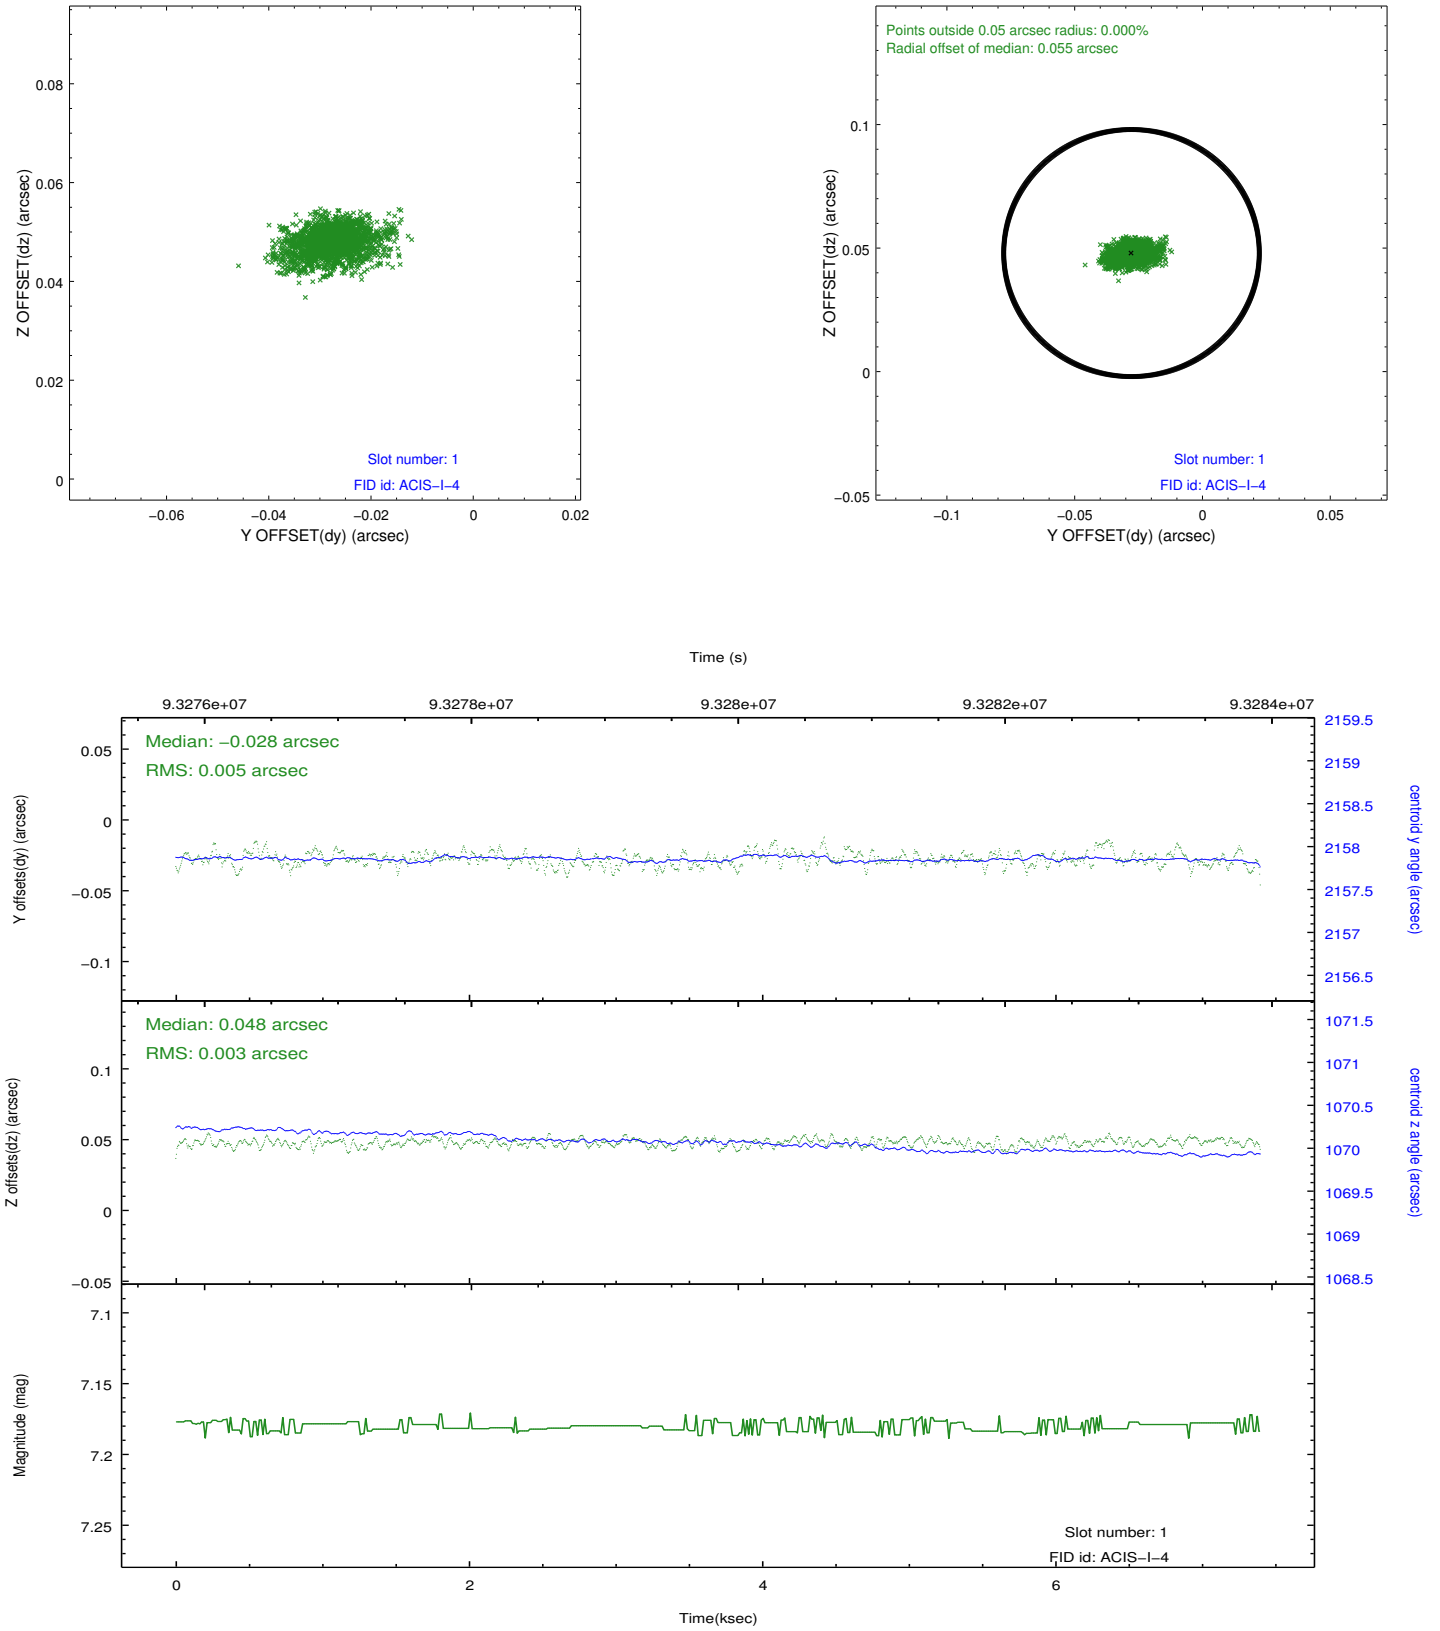 0.08
0.06
0.04
0.02
0
Z OFFSET(dz) (arcsec)
Slot number: 1
FID id: ACIS−I−4
−0.06
−0.04
−0.02
0
0.02
Y OFFSET(dy) (arcsec)
Points outside 0.05 arcsec radius: 0.000%
Radial offset of median: 0.055 arcsec
0.1
0.05
0
−0.05
Z OFFSET(dz) (arcsec)
Slot number: 1
FID id: ACIS−I−4
−0.1
−0.05
0
0.05
Y OFFSET(dy) (arcsec)
Time (s)
9.3276e+07
9.3278e+07
9.328e+07
9.3282e+07
9.3284e+07
Median: −0.028 arcsec
RMS: 0.005 arcsec
0.05
0
−0.05
−0.1
Y offsets(dy) (arcsec)
2159.5
2159
2158.5
2158
2157.5
2157
2156.5
centroid y angle (arcsec)
Median: 0.048 arcsec
RMS: 0.003 arcsec
0.1
0.05
0
−0.05
Z offsets(dz) (arcsec)
1071.5
1071
1070.5
1070
1069.5
1069
1068.5
centroid z angle (arcsec)
7.1
7.15
7.2
7.25
Magnitude (mag)
Slot number: 1
FID id: ACIS−I−4
0
2
4
6
Time(ksec)